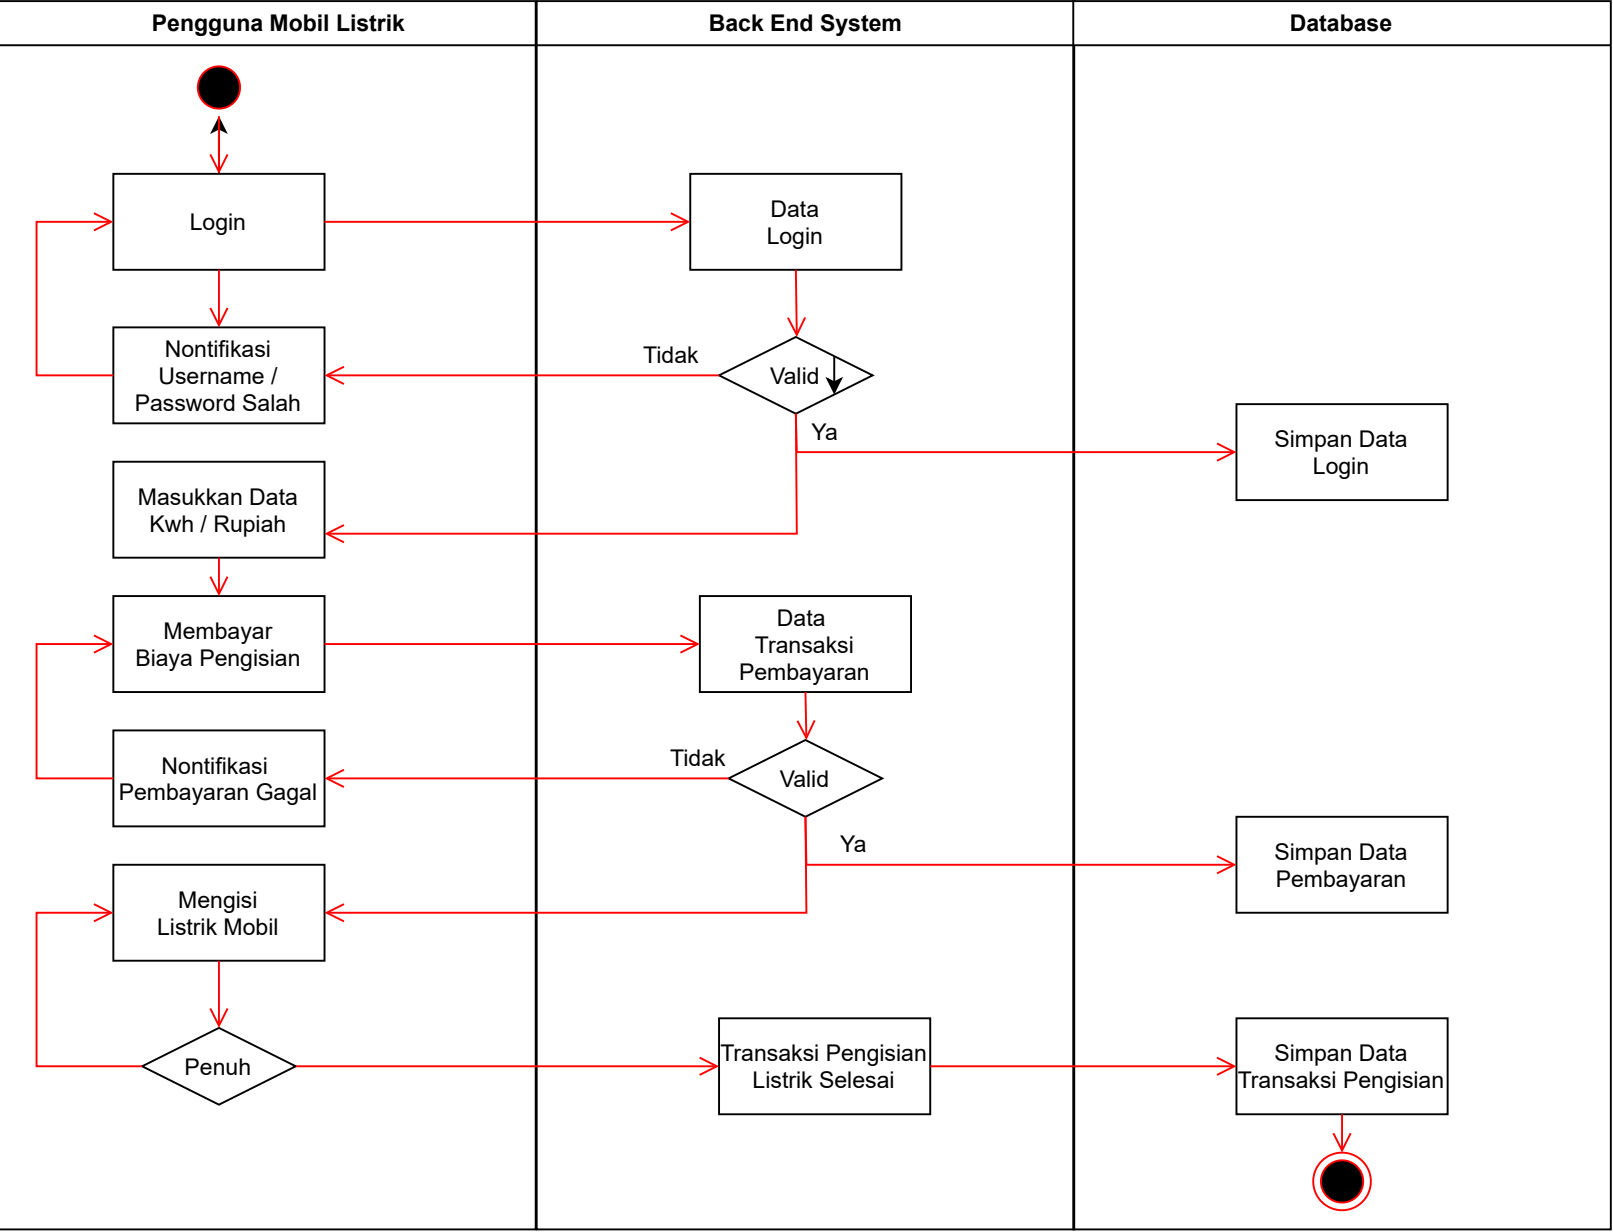 Pengguna Mobil Listrik
Back End System
Database
Login
Data
Login
Nontifikasi
Username /
Password Salah
Tidak
Valid
Ya
Simpan Data
Login
Masukkan Data
Kwh / Rupiah
Membayar
Biaya Pengisian
Data
Transaksi
Pembayaran
Nontifikasi
Pembayaran Gagal
Tidak
Valid
Ya
Simpan Data
Pembayaran
Mengisi
Listrik Mobil
Penuh
Transaksi Pengisian
Listrik Selesai
Simpan Data
Transaksi Pengisian